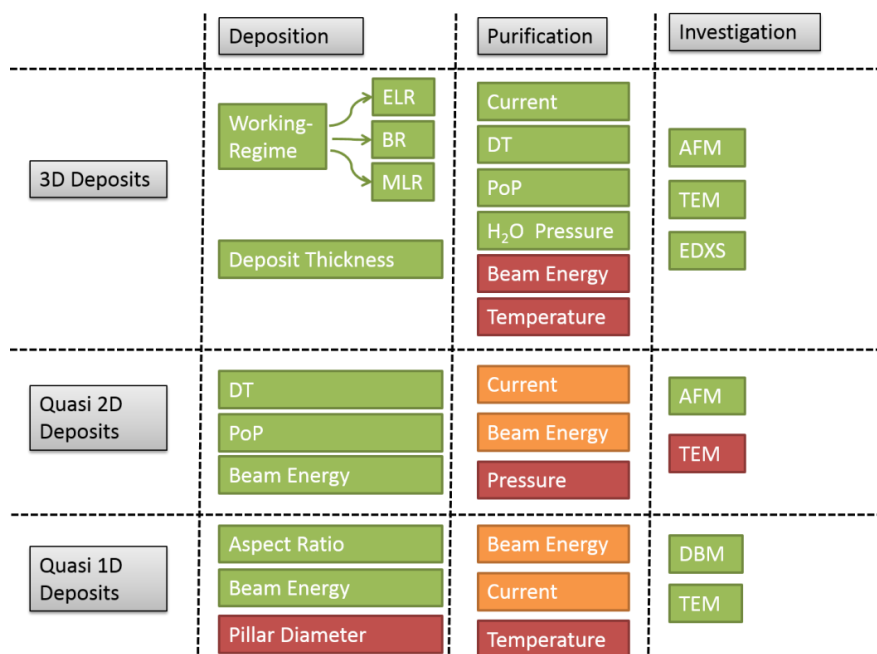 Deposition
Purification
Investigation
3D Deposits
Working-
Regime
ELR
BR
MLR
Deposit Thickness
Current
DT
PoP
H₂O Pressure
Beam Energy
Temperature
AFM
TEM
EDXS
Quasi 2D
Deposits
DT
PoP
Beam Energy
Current
Beam Energy
Pressure
AFM
TEM
Quasi 1D
Deposits
Aspect Ratio
Beam Energy
Pillar Diameter
Beam Energy
Current
Temperature
DBM
TEM